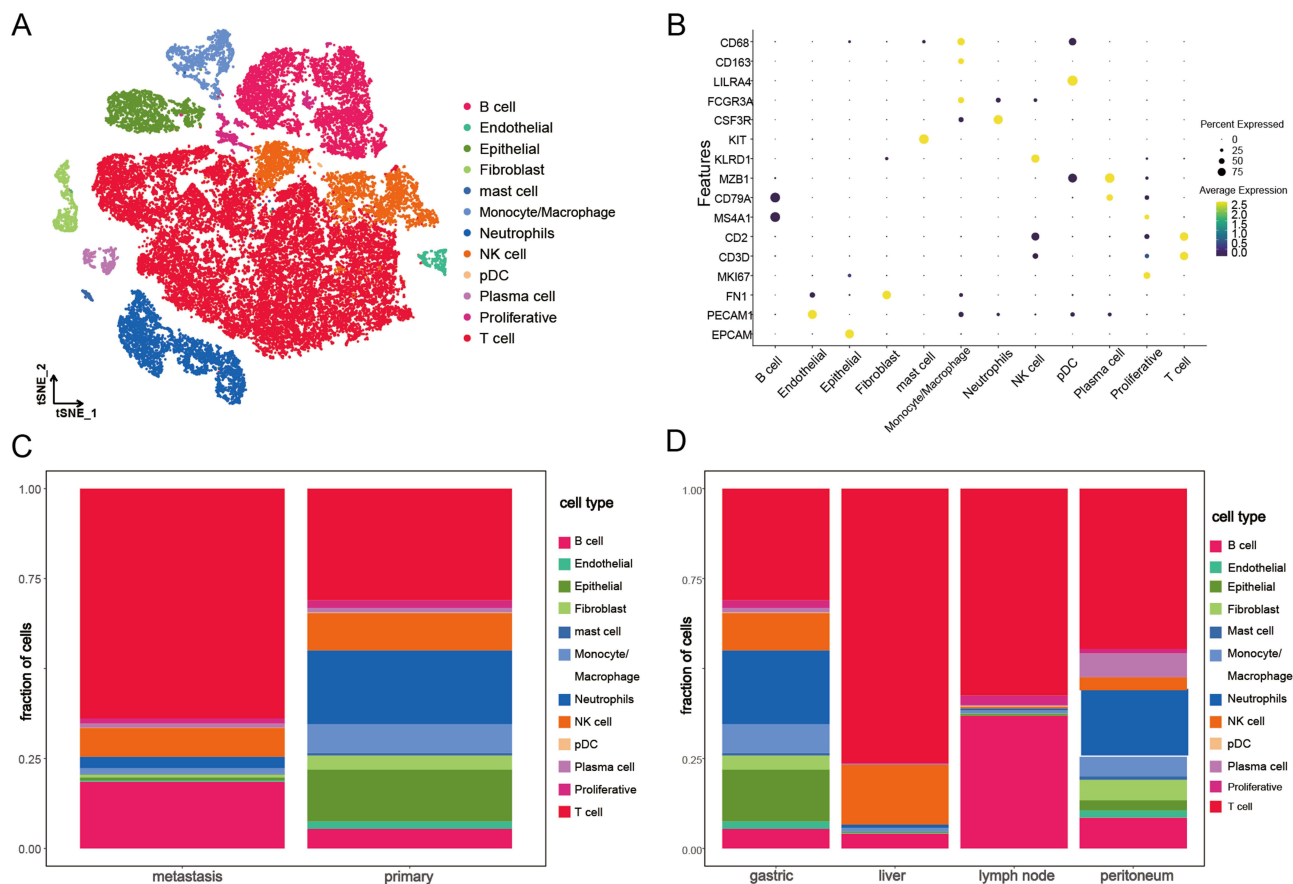 A
B cell
Endothelial
Epithelial
Fibroblast
mast cell
Monocyte/Macrophage
Neutrophils
NK cell
pDC
Plasma cell
Proliferative
T cell
tSNE_2
tSNE_1
B
Features
CD68
CD163
LILRA4
FCGR3A
CSF3R
KIT
KLRD1
MZB1
CD79A
MS4A1
CD2
CD3D
MKI67
FN1
PECAM1
EPCAM
B cell
Endothelial
Epithelial
Fibroblast
mast cell
Monocyte/Macrophage
Neutrophils
NK cell
pDC
Plasma cell
Proliferative
T cell
Percent Expressed
0
25
50
75
Average Expression
2.5
2.0
1.5
1.0
0.5
0.0
C
fraction of cells
1.00
0.75
0.25
0.00
metastasis
primary
cell type
B cell
Endothelial
Epithelial
Fibroblast
mast cell
Monocyte/
Macrophage
Neutrophils
NK cell
pDC
Plasma cell
Proliferative
T cell
D
fraction of cells
1.00
0.75
0.25
0.00
gastric
liver
lymph node
peritoneum
cell type
B cell
Endothelial
Epithelial
Fibroblast
Mast cell
Monocyte/
Macrophage
Neutrophils
NK cell
pDC
Plasma cell
Proliferative
T cell